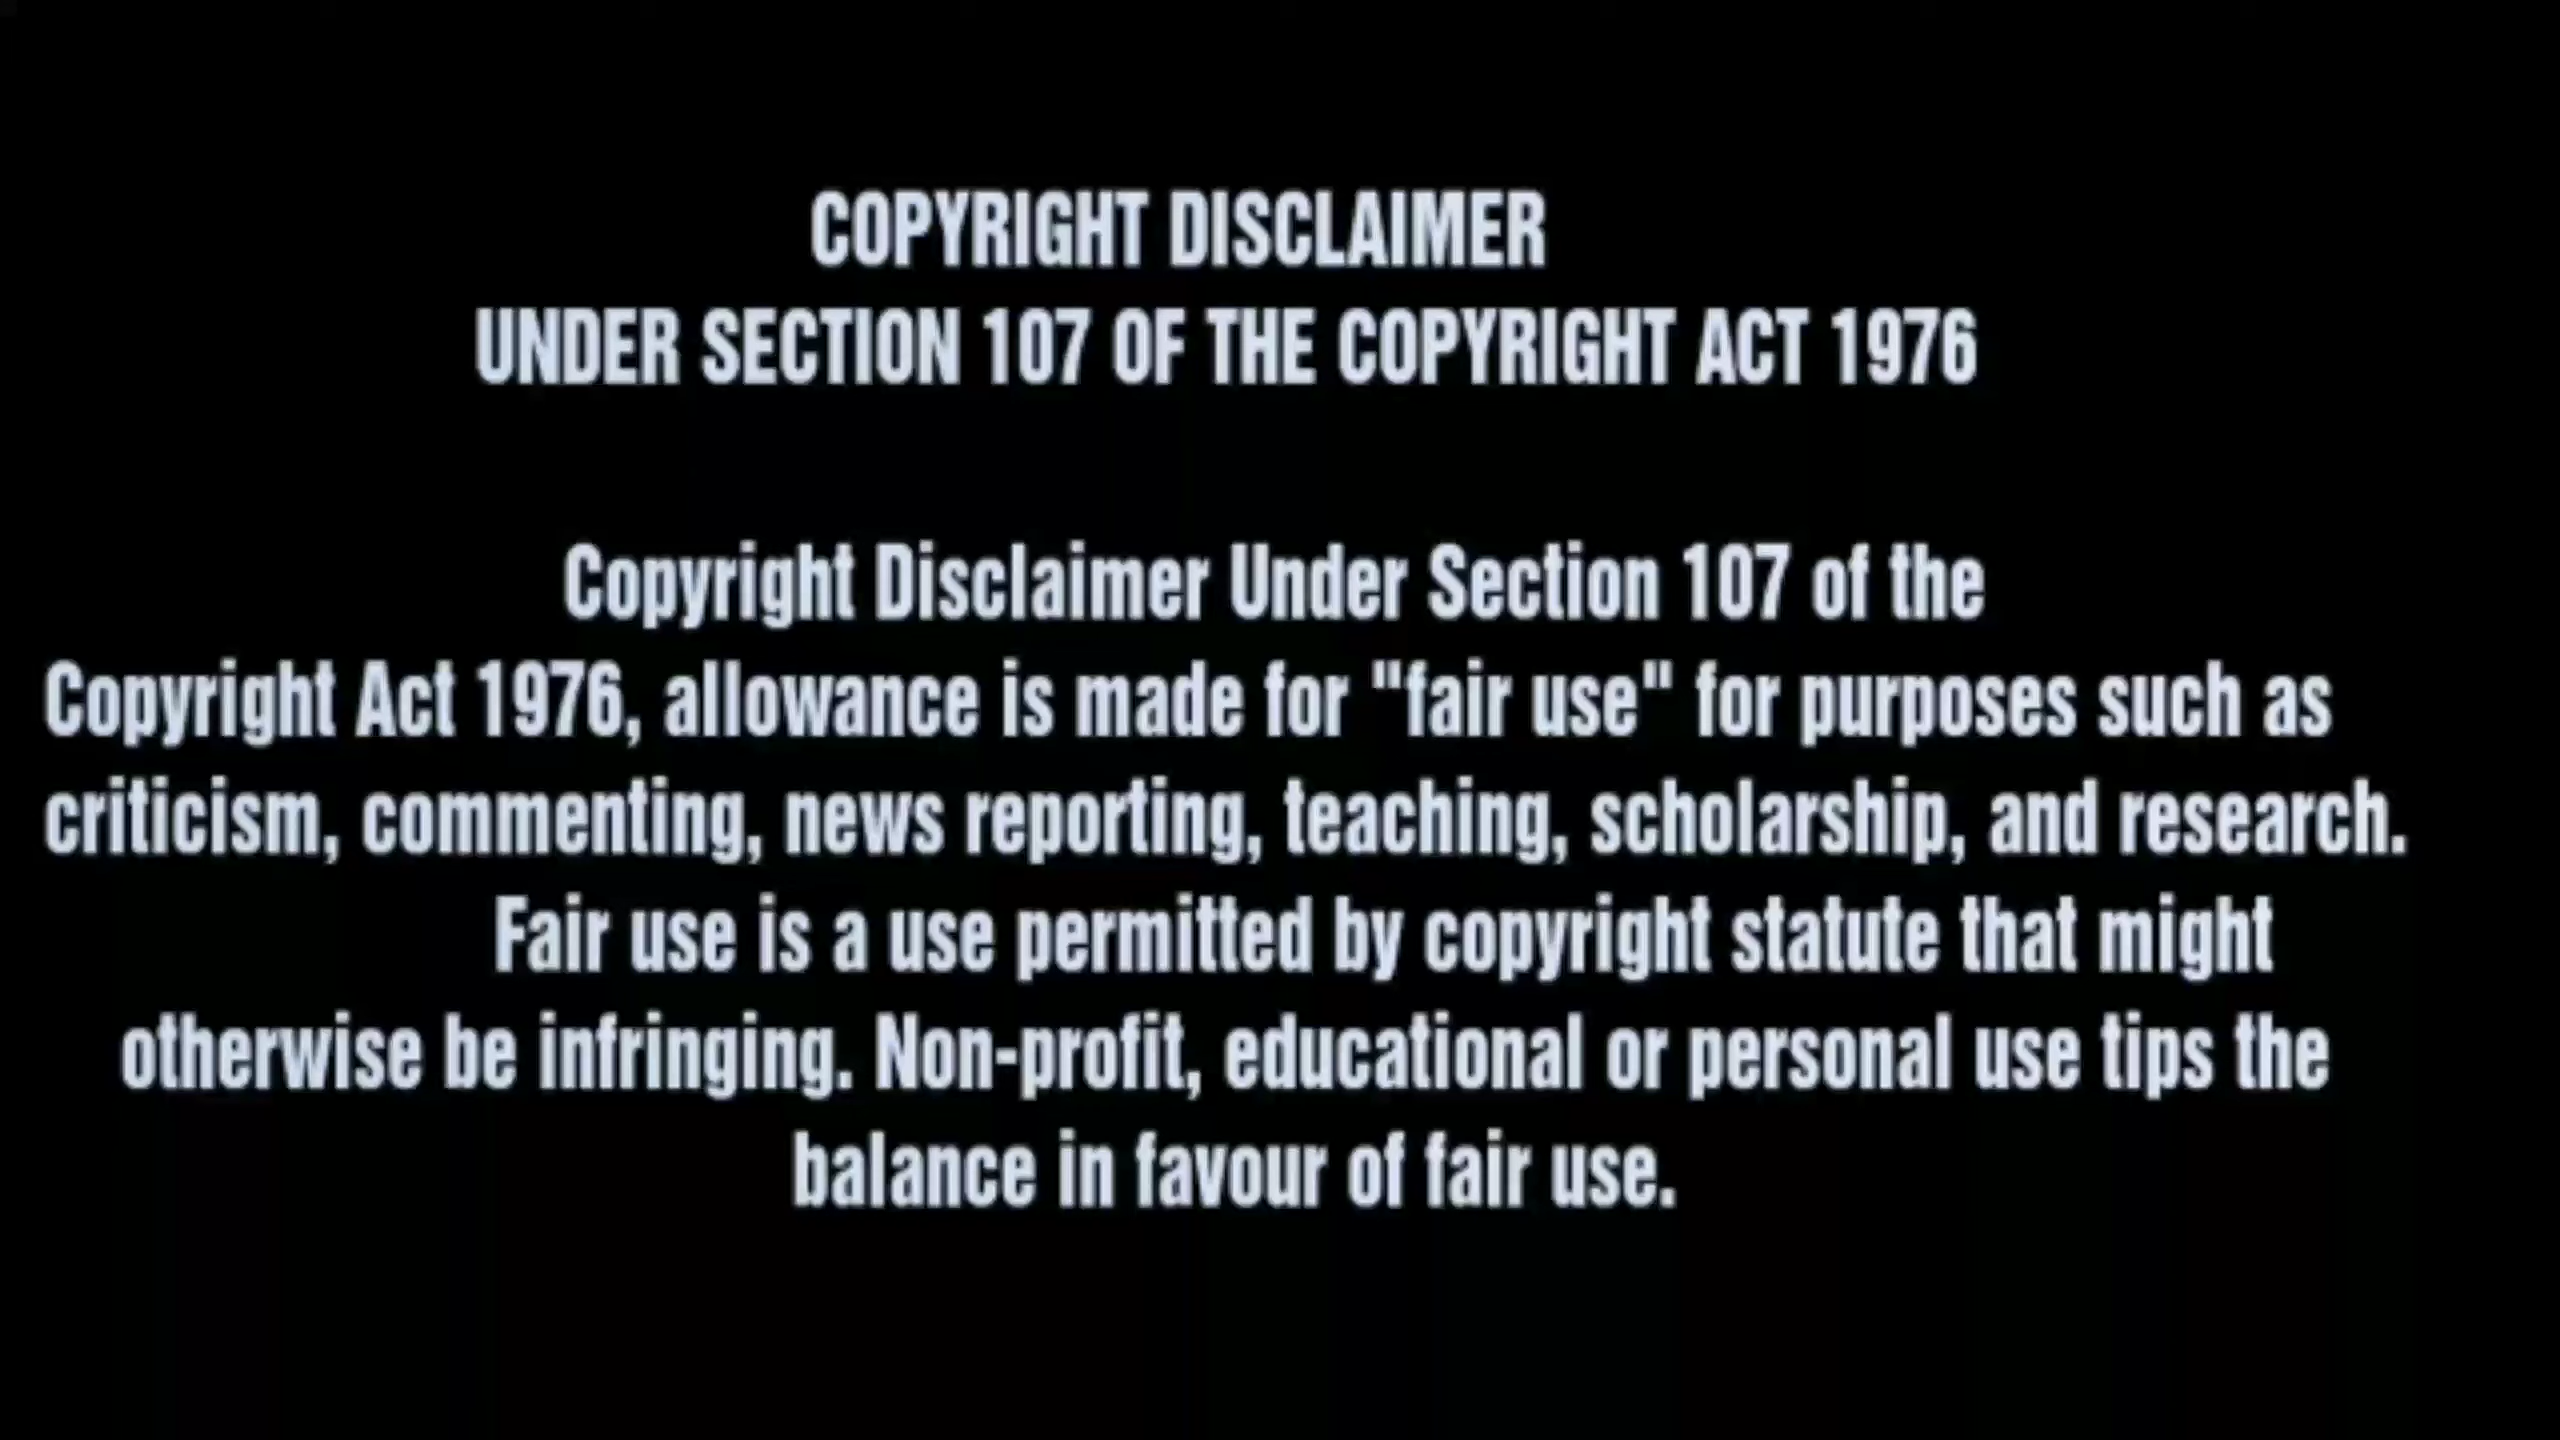 COPYRIGHT DISCLAIMER
UNDER SECTION 107 OF THE COPYRIGHT ACT 1976
Copyright Disclaimer Under Section 107 of the
Copyright Act 1976, allowance is made for "fair use" for purposes such as
criticism, commenting, news reporting, teaching, scholarship, and research.
Fair use is a use permitted by copyright statute that might
otherwise be infringing. Non-profit, educational or personal use tips the
balance in favour of fair use.